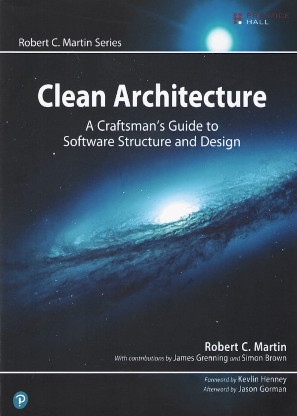 Robert C. Martin Series
HALL
Clean Architecture
A Craftsman's Guide to
Software Structure and Design
Robert C. Martin
With contributions by James Grenning and Simon Brown
Foreword by Kevlin Henney
Afterword by Jason Gorman